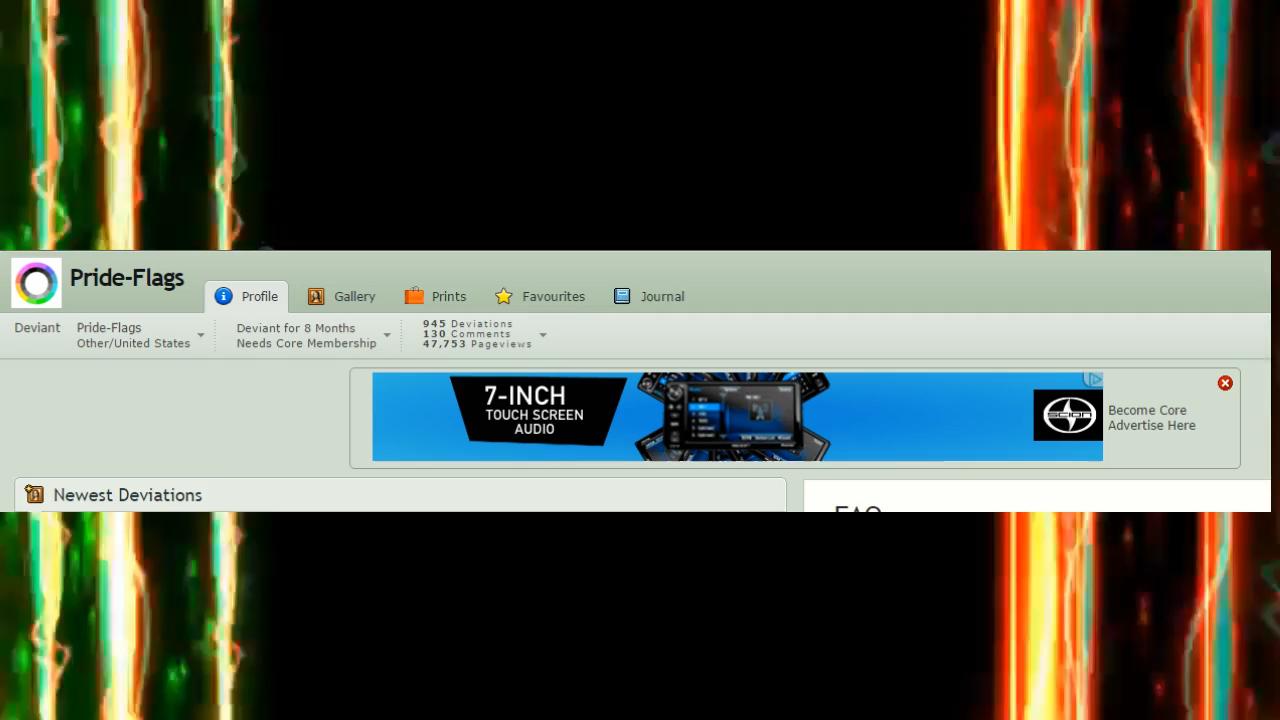 Pride-Flags
Profile
Gallery
Prints
Favourites
Journal
Deviant
Pride-Flags
Other/United States
Deviant for 8 Months
Needs Core Membership
945 Deviations
130 Comments
47,753 Pageviews
7-INCH
TOUCH SCREEN
AUDIO
SCION
Become Core
Advertise Here
Newest Deviations
FAQ